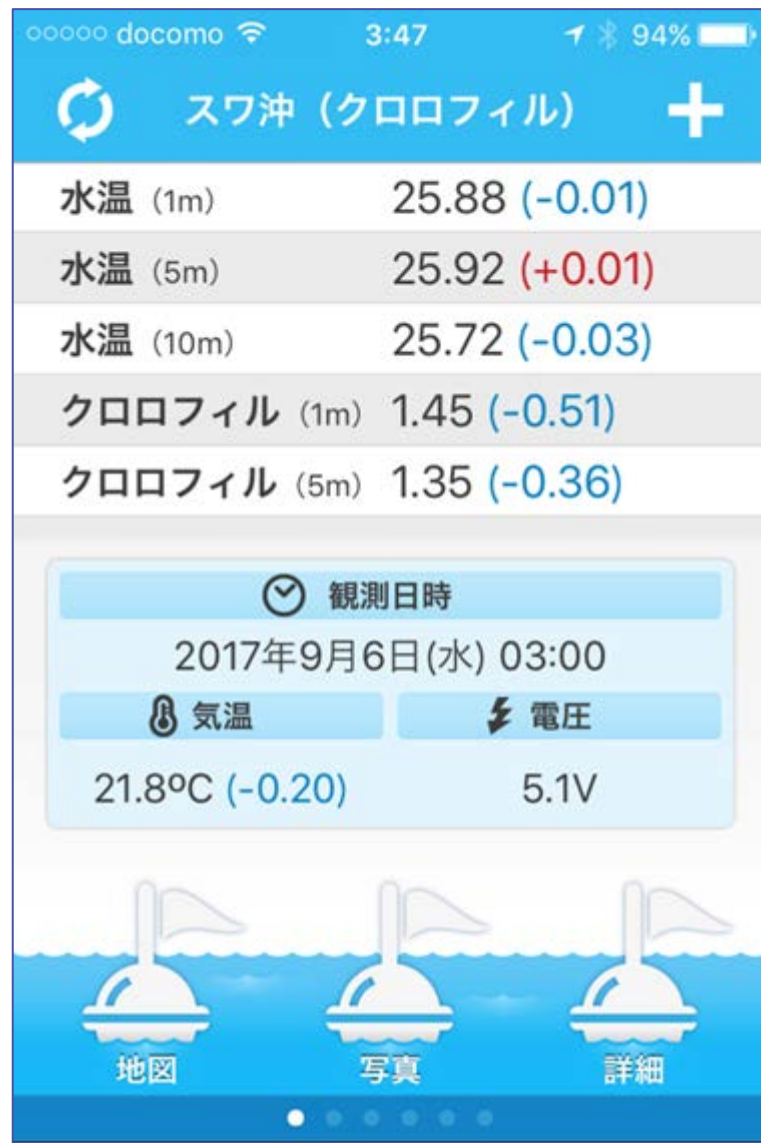 docomo 3:47 94%
スワ沖（クロロフィル）
水温（1m） 25.88 (-0.01)
水温（5m） 25.92 (+0.01)
水温（10m） 25.72 (-0.03)
クロロフィル（1m） 1.45 (-0.51)
クロロフィル（5m） 1.35 (-0.36)
観測日時
2017年9月6日(水) 03:00
気温 電圧
21.8ºC (-0.20) 5.1V
地図 写真 詳細